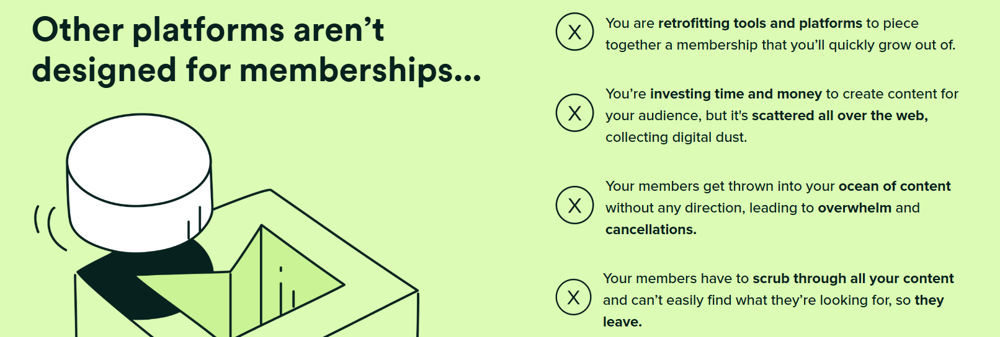 Other platforms aren’t
designed for memberships...
X
You are retrofitting tools and platforms to piece
together a membership that you’ll quickly grow out of.
X
You’re investing time and money to create content for
your audience, but it's scattered all over the web,
collecting digital dust.
X
Your members get thrown into your ocean of content
without any direction, leading to overwhelm and
cancellations.
X
Your members have to scrub through all your content
and can’t easily find what they’re looking for, so they
leave.